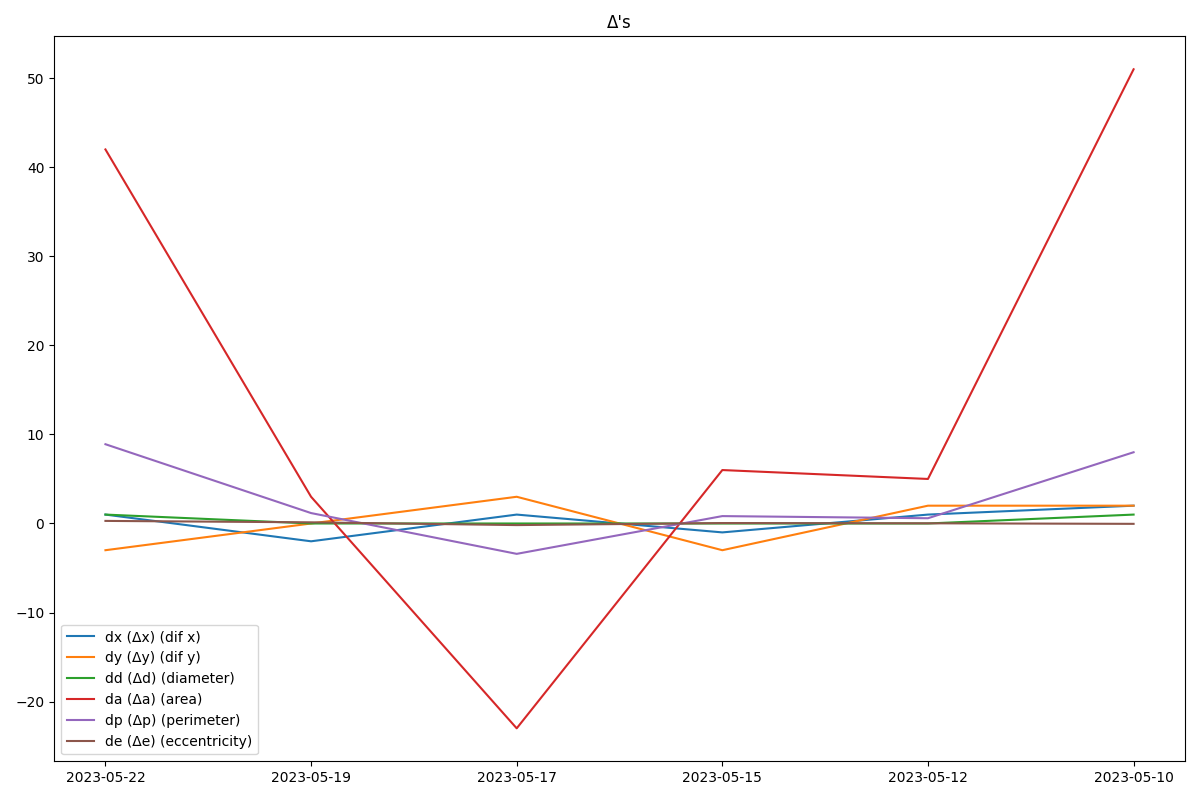 Δ's
50
40
30
20
10
0
−10
−20
dx (Δx) (dif x)
dy (Δy) (dif y)
dd (Δd) (diameter)
da (Δa) (area)
dp (Δp) (perimeter)
de (Δe) (eccentricity)
2023-05-22 2023-05-19 2023-05-17 2023-05-15 2023-05-12 2023-05-10